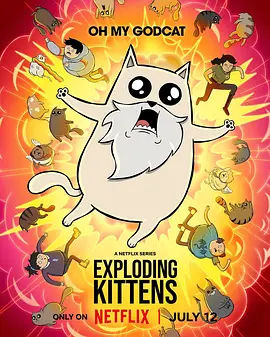 OH MY GODCAT
A NETFLIX SERIES
EXPLODING
KITTENS
ONLY ON NETFLIX | JULY 12